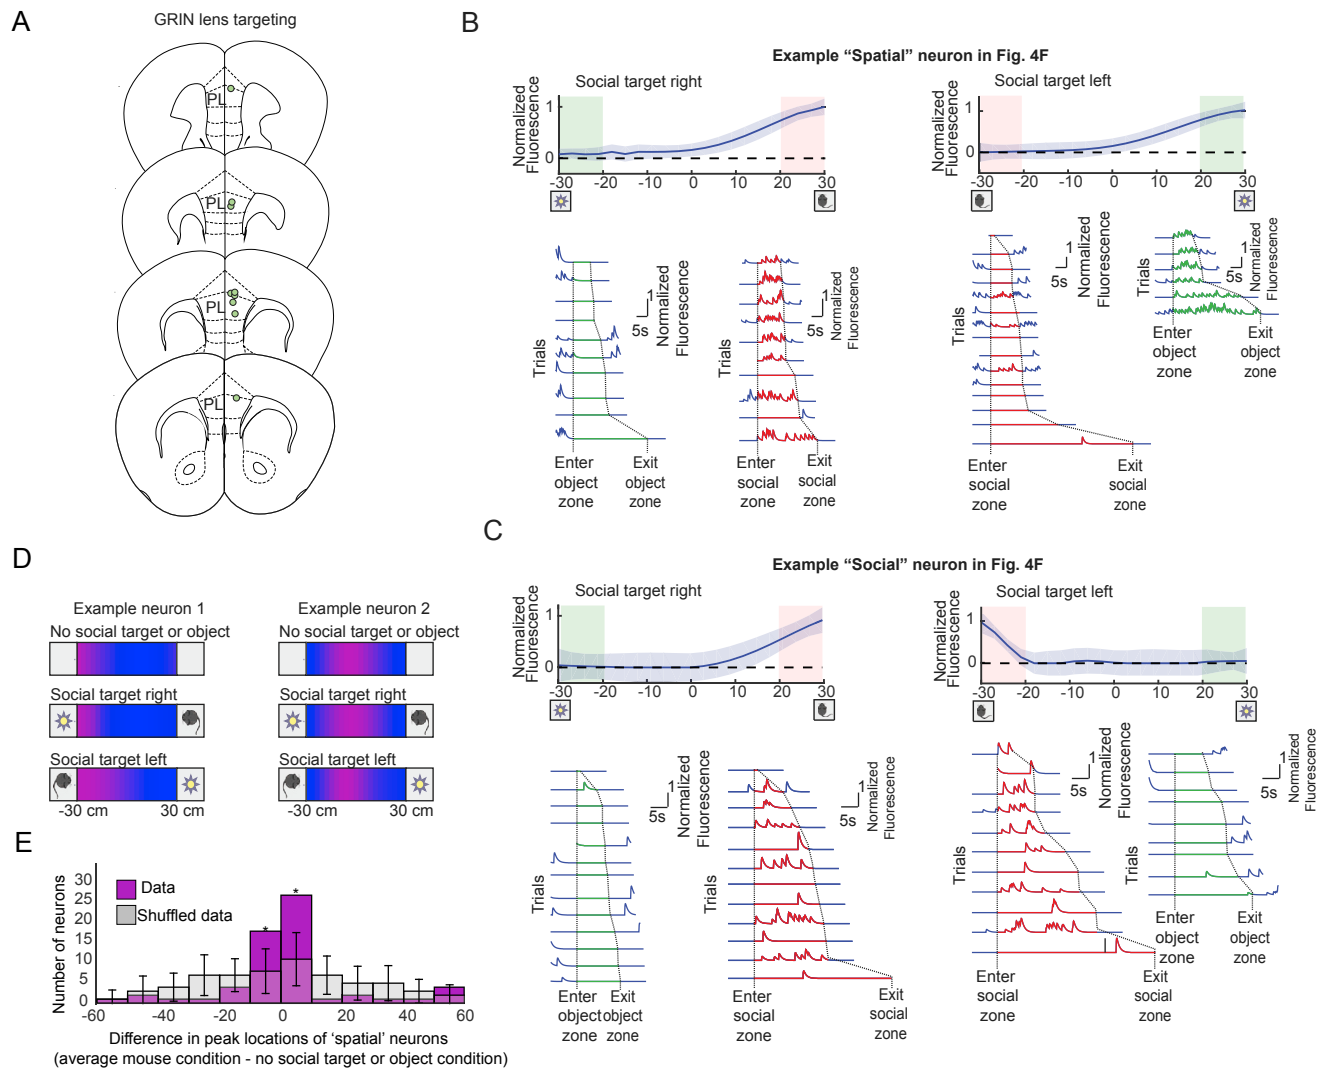 A
GRIN lens targeting
PL
PL
PL
PL
B
Example “Spatial” neuron in Fig. 4F
Social target right
Normalized
Fluorescence
1
0
-30 -20 -10 0 10 20 30
Trials
1
5s
Normalized
Fluorescence
Enter
object
zone
Exit
object
zone
Trials
1
5s
Normalized
Fluorescence
Enter
social
zone
Exit
social
zone
Social target left
Normalized
Fluorescence
1
0
-30 -20 -10 0 10 20 30
Trials
1
5s
Normalized
Fluorescence
Enter
social
zone
Exit
social
zone
Trials
1
5s
Normalized
Fluorescence
Enter
object
zone
Exit
object
zone
C
Example “Social” neuron in Fig. 4F
Social target right
Normalized
Fluorescence
1
0
-30 -20 -10 0 10 20 30
Trials
1
5s
Normalized
Fluorescence
Enter
object
zone
Exit
object
zone
Trials
1
5s
Normalized
Fluorescence
Enter
social
zone
Exit
social
zone
Social target left
Normalized
Fluorescence
1
0
-30 -20 -10 0 10 20 30
Trials
1
5s
Normalized
Fluorescence
Enter
social
zone
Exit
social
zone
Trials
1
5s
Normalized
Fluorescence
Enter
object
zone
Exit
object
zone
D
Example neuron 1
No social target or object
Social target right
Social target left
-30 cm 30 cm
Example neuron 2
No social target or object
Social target right
Social target left
-30 cm 30 cm
E
Number of neurons
30
25
20
15
10
5
0
Data
Shuffled data
*
*
-60 -40 -20 0 20 40 60
Difference in peak locations of ‘spatial’ neurons
(average mouse condition - no social target or object condition)